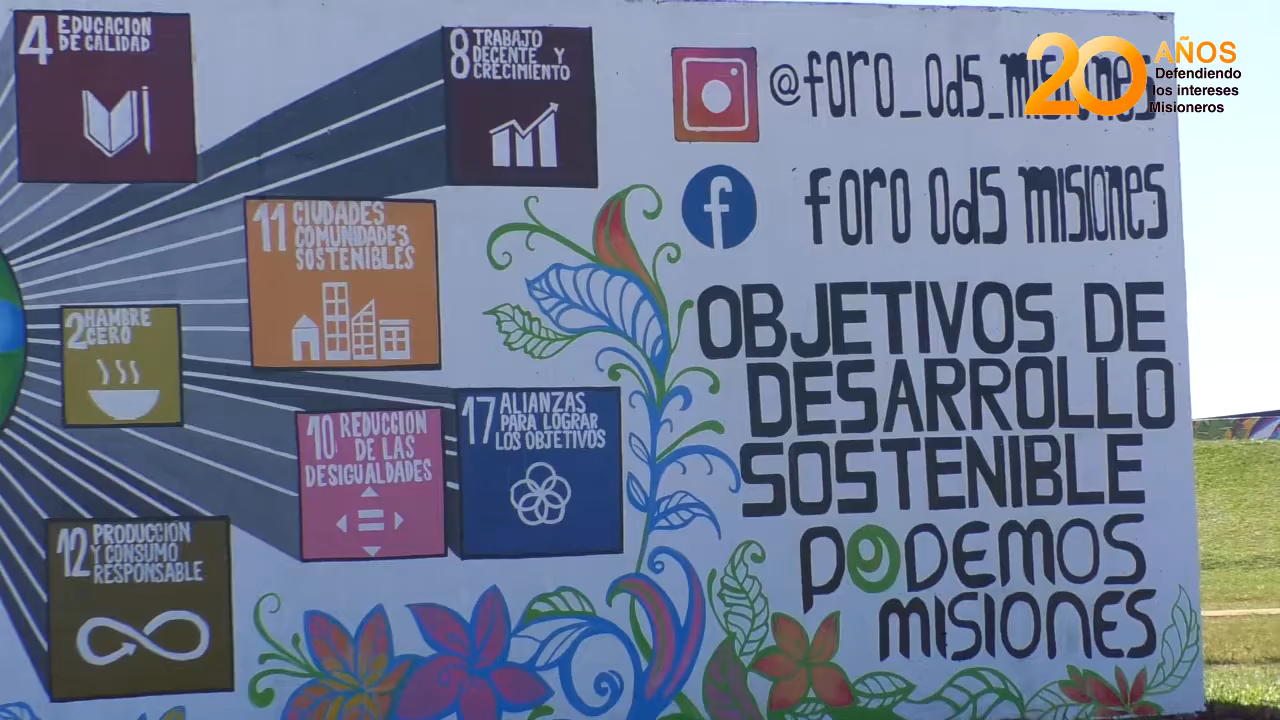 4 EDUCACION
DE CALIDAD
8 TRABAJO
DECENTE Y
CRECIMIENTO
11 CIUDADES
COMUNIDADES
SOSTENIBLES
2 HAMBRE
CERO
10 REDUCCION
DE LAS
DESIGUALDADES
17 ALIANZAS
PARA LOGRAR
LOS OBJETIVOS
12 PRODUCCIÓN
Y CONSUMO
RESPONSABLE
@foro_ods_misiones
f foro ods misiones
OBJETIVOS DE
DESARROLLO
SOSTENIBLE
PODEMOS
MISIONES
20 AÑOS
Defendiendo
los intereses
Misioneros